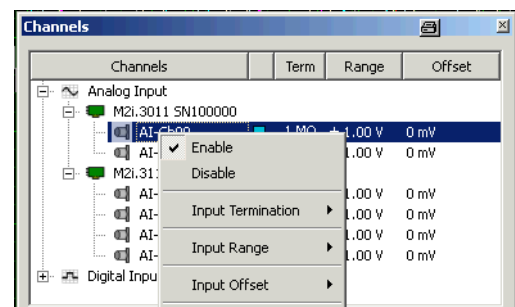 Channels
Channels Term Range Offset
Analog Input
M2i.3011 SN100000
AI-Ch00 1 MΩ ± 1.00 V 0 mV
AI- 1.00 V 0 mV
M2i.31
AI- 1.00 V 0 mV
AI- 1.00 V 0 mV
AI- 1.00 V 0 mV
AI- 1.00 V 0 mV
Digital Inpu
Enable
Disable
Input Termination
Input Range
Input Offset